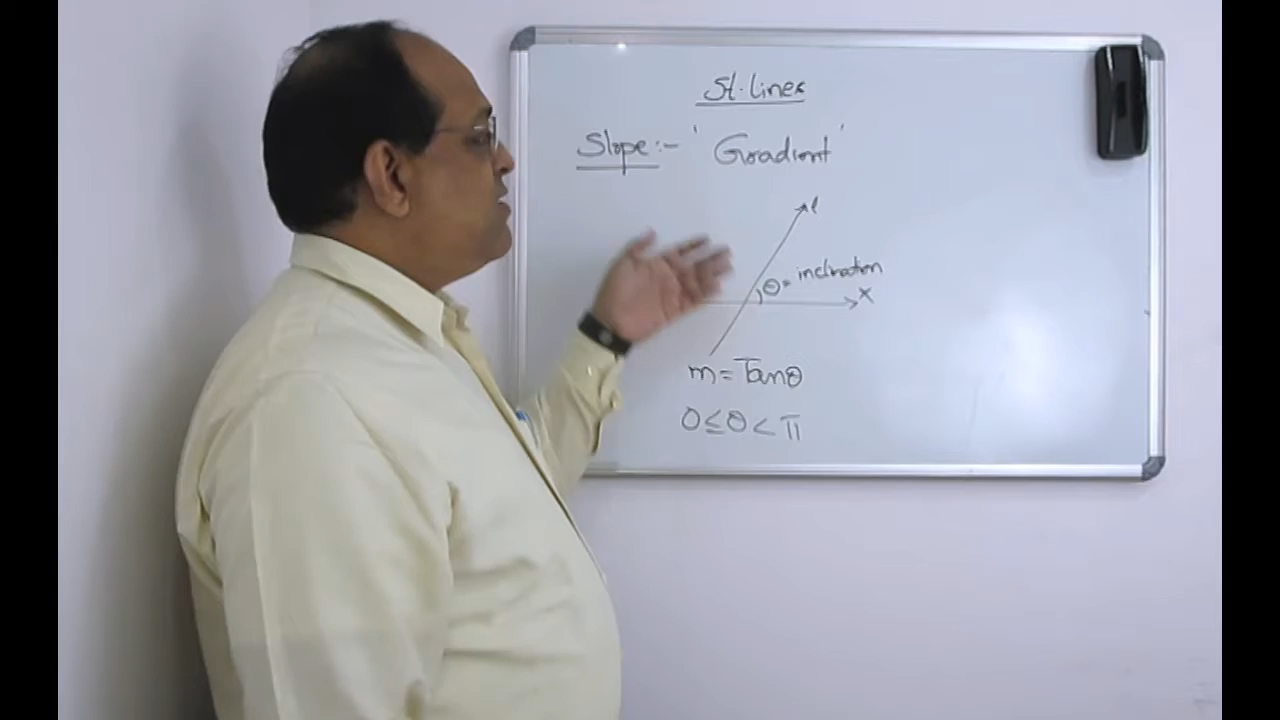 St. Lines
Slope :- ' Gradient '
l
θ = inclination
X
m = Tanθ
0 ≤ θ < π